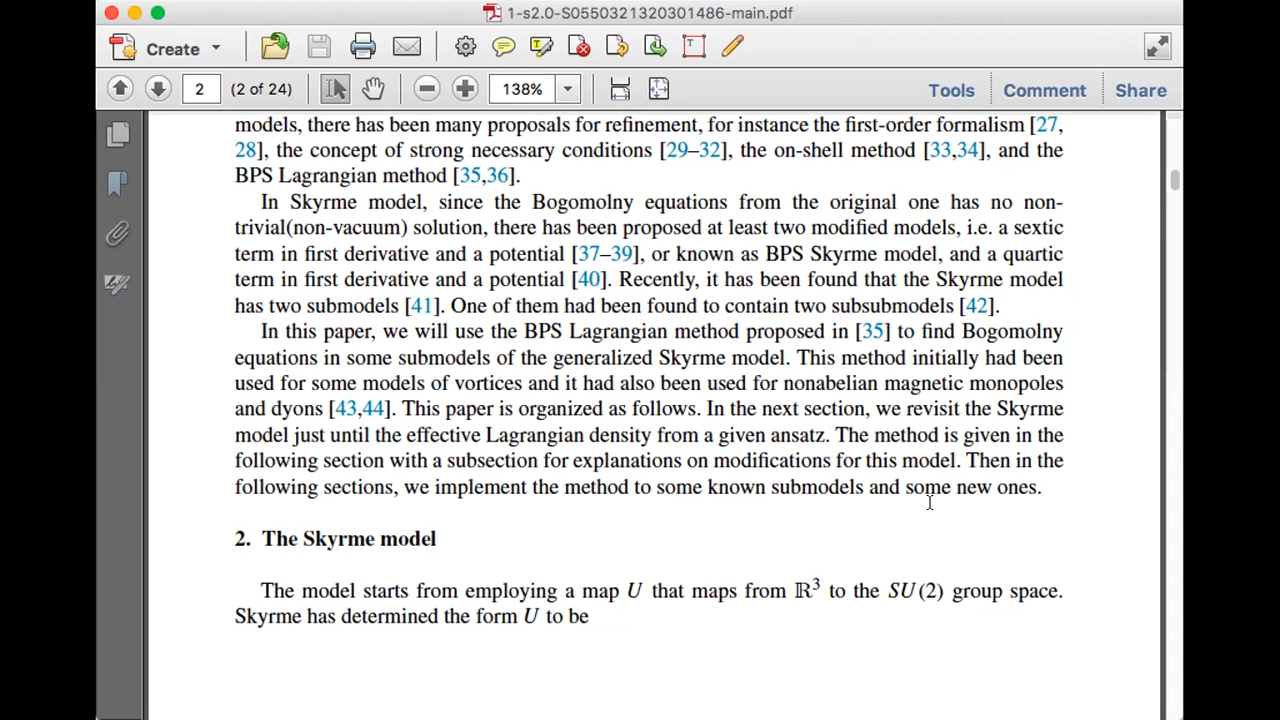 1-s2.0-S0550321320301486-main.pdf
Create
2 (2 of 24) 138% Tools Comment Share
models, there has been many proposals for refinement, for instance the first-order formalism [27,
28], the concept of strong necessary conditions [29–32], the on-shell method [33,34], and the
BPS Lagrangian method [35,36].
In Skyrme model, since the Bogomolny equations from the original one has no non-
trivial(non-vacuum) solution, there has been proposed at least two modified models, i.e. a sextic
term in first derivative and a potential [37–39], or known as BPS Skyrme model, and a quartic
term in first derivative and a potential [40]. Recently, it has been found that the Skyrme model
has two submodels [41]. One of them had been found to contain two subsubmodels [42].
In this paper, we will use the BPS Lagrangian method proposed in [35] to find Bogomolny
equations in some submodels of the generalized Skyrme model. This method initially had been
used for some models of vortices and it had also been used for nonabelian magnetic monopoles
and dyons [43,44]. This paper is organized as follows. In the next section, we revisit the Skyrme
model just until the effective Lagrangian density from a given ansatz. The method is given in the
following section with a subsection for explanations on modifications for this model. Then in the
following sections, we implement the method to some known submodels and some new ones.
2. The Skyrme model
The model starts from employing a map U that maps from ℝ³ to the SU(2) group space.
Skyrme has determined the form U to be